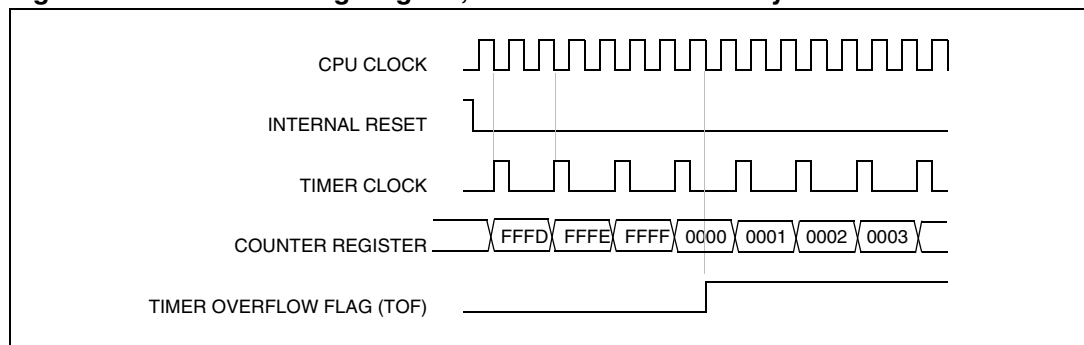 CPU CLOCK
INTERNAL RESET
TIMER CLOCK
COUNTER REGISTER FFFD FFFE FFFF 0000 0001 0002 0003
TIMER OVERFLOW FLAG (TOF)